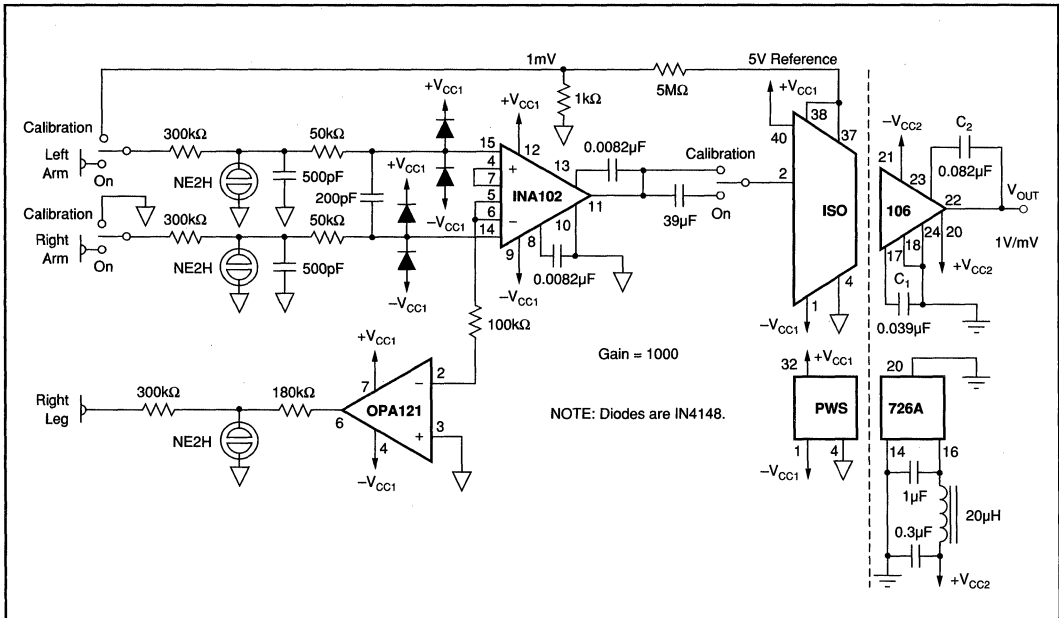 1mV
5V Reference
5MΩ
1kΩ
+VCC1
+VCC1
+VCC1
38
40
37
Calibration
300kΩ
50kΩ
15
4
7
5
6
14
12
13
+
−
INA102
11
10
8
9
0.0082µF
Calibration
Left
Arm
On
NE2H
500pF
200pF
+VCC1
−VCC1
−VCC1
39µF
On
2
ISO
−VCC2
C2
21
0.082µF
23
22
VOUT
106
24
20
1V/mV
18
17
C1
+VCC2
0.039µF
Calibration
Right
Arm
On
300kΩ
50kΩ
NE2H
500pF
−VCC1
0.0082µF
1
4
−VCC1
100kΩ
Gain = 1000
+VCC1
7
2
−
OPA121
+
3
6
4
−VCC1
Right
Leg
300kΩ
180kΩ
NE2H
NOTE: Diodes are IN4148.
32
+VCC1
PWS
1
4
−VCC1
20
726A
14
16
1µF
20µH
0.3µF
+VCC2